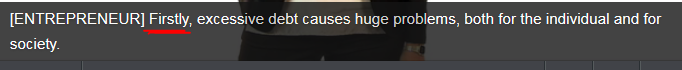 [ENTREPRENEUR] Firstly, excessive debt causes huge problems, both for the individual and for
society.